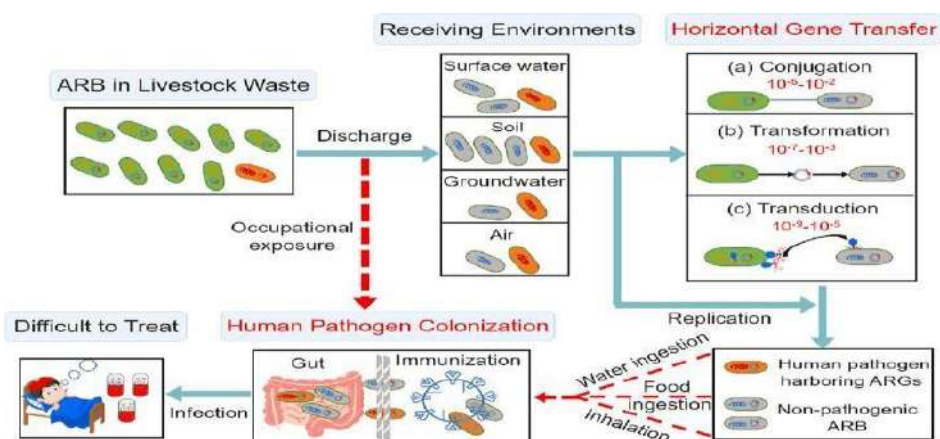 Receiving Environments
Horizontal Gene Transfer
ARB in Livestock Waste
Surface water
Soil
Groundwater
Air
(a) Conjugation
10⁻⁵-10⁻²
(b) Transformation
10⁻⁷-10⁻³
(c) Transduction
10⁻⁹-10⁻⁵
Discharge
Occupational
exposure
Replication
Difficult to Treat
Human Pathogen Colonization
Gut
Immunization
Infection
Water ingestion
Food
ingestion
Inhalation
Human pathogen
harboring ARGs
Non-pathogenic
ARB